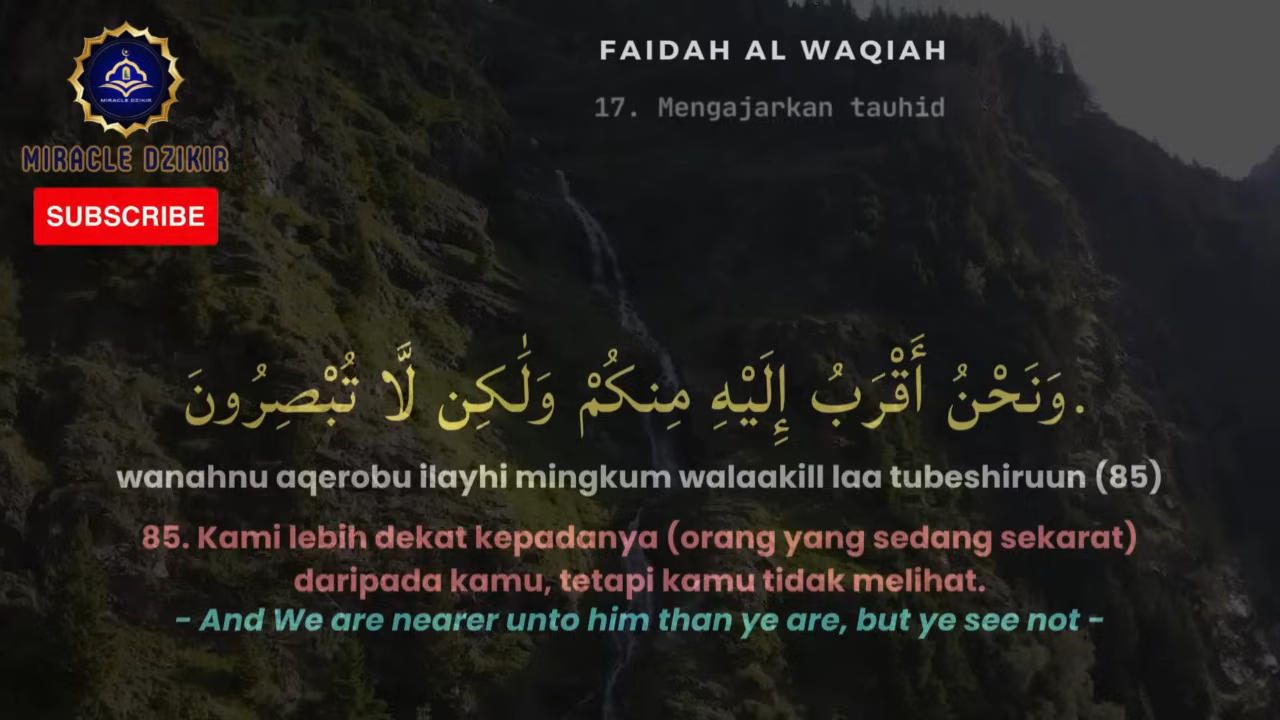 FAIDAH AL WAQIAH
17. Mengajarkan tauhid
MIRACLE DZIKIR
MIRACLE DZIKIR
SUBSCRIBE
وَنَحْنُ أَقْرَبُ إِلَيْهِ مِنكُمْ وَلَٰكِن لَّا تُبْصِرُونَ.
wanahnu aqerobu ilayhi mingkum walaakill laa tubeshiruun (85)
85. Kami lebih dekat kepadanya (orang yang sedang sekarat)
daripada kamu, tetapi kamu tidak melihat.
- And We are nearer unto him than ye are, but ye see not -